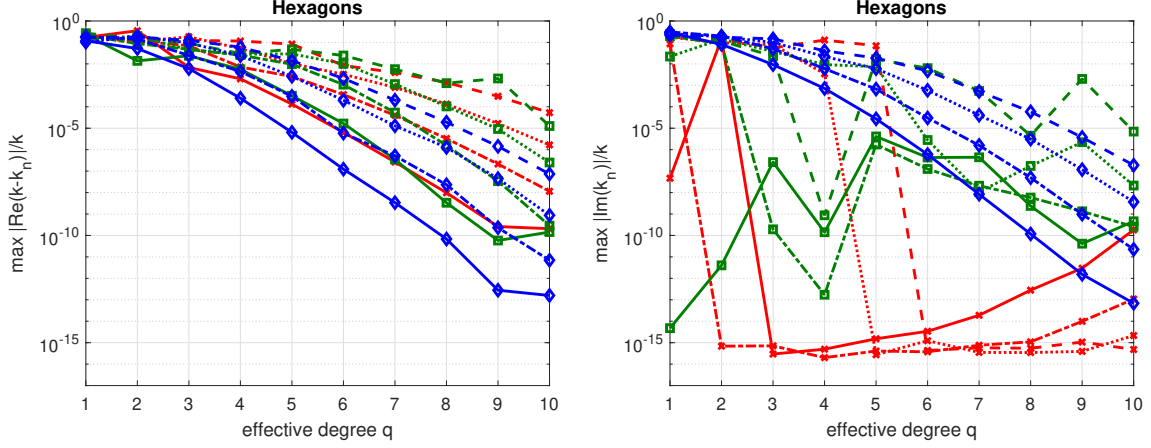 Hexagons
max |Re(k-k_n)|/k
10^0
10^-5
10^-10
10^-15
1 2 3 4 5 6 7 8 9 10
effective degree q
Hexagons
max |Im(k_n)|/k
10^0
10^-5
10^-10
10^-15
1 2 3 4 5 6 7 8 9 10
effective degree q